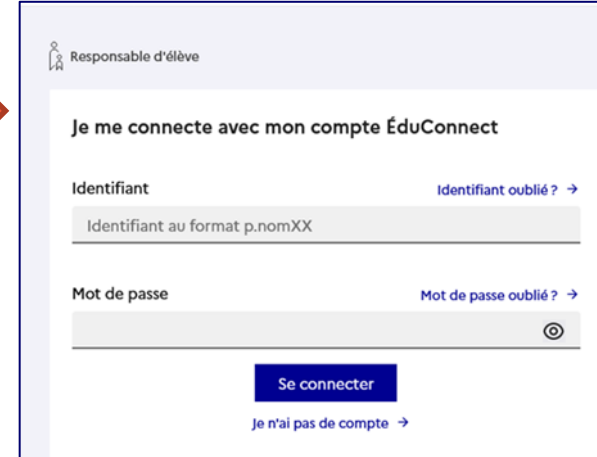 Responsable d'élève
Je me connecte avec mon compte ÉduConnect
Identifiant
Identifiant oublié ? →
Identifiant au format p.nomXX
Mot de passe
Mot de passe oublié ? →
Se connecter
Je n'ai pas de compte →